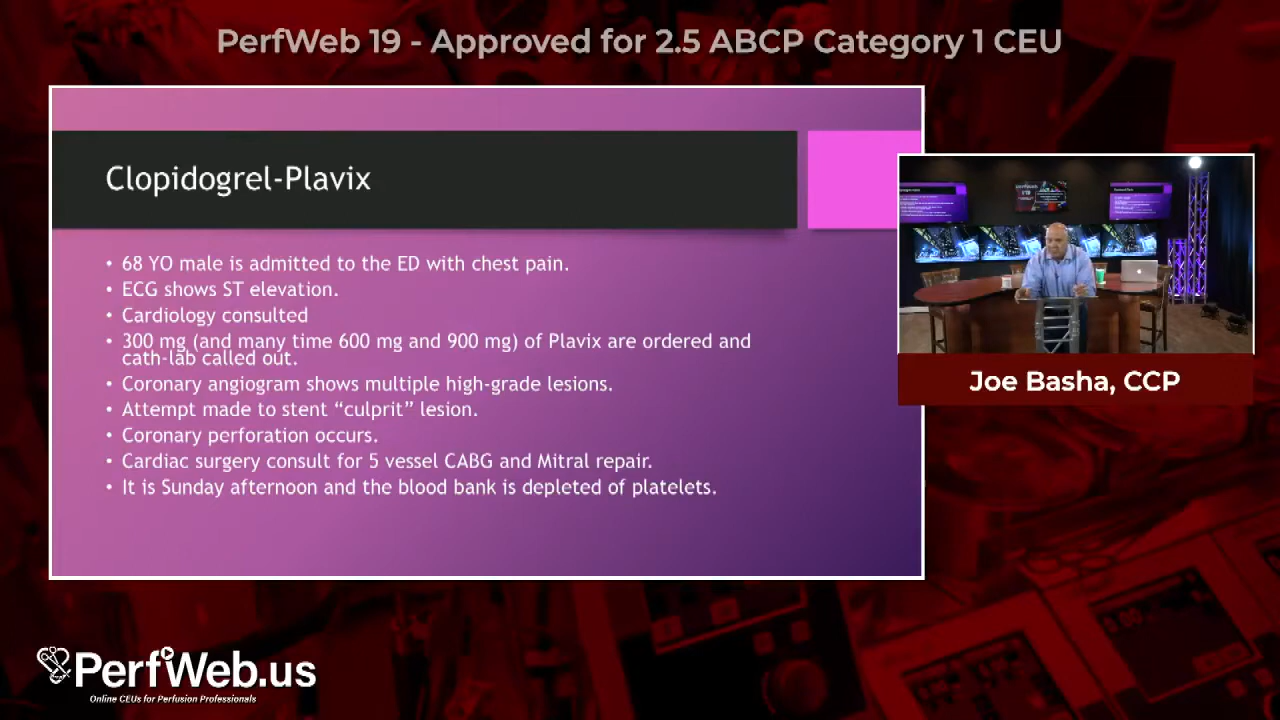 PerfWeb 19 - Approved for 2.5 ABCP Category 1 CEU
Clopidogrel-Plavix
• 68 YO male is admitted to the ED with chest pain.
• ECG shows ST elevation.
• Cardiology consulted
• 300 mg (and many time 600 mg and 900 mg) of Plavix are ordered and
cath-lab called out.
• Coronary angiogram shows multiple high-grade lesions.
• Attempt made to stent “culprit” lesion.
• Coronary perforation occurs.
• Cardiac surgery consult for 5 vessel CABG and Mitral repair.
• It is Sunday afternoon and the blood bank is depleted of platelets.
Joe Basha, CCP
PerfWeb.us
Online CEUs for Perfusion Professionals